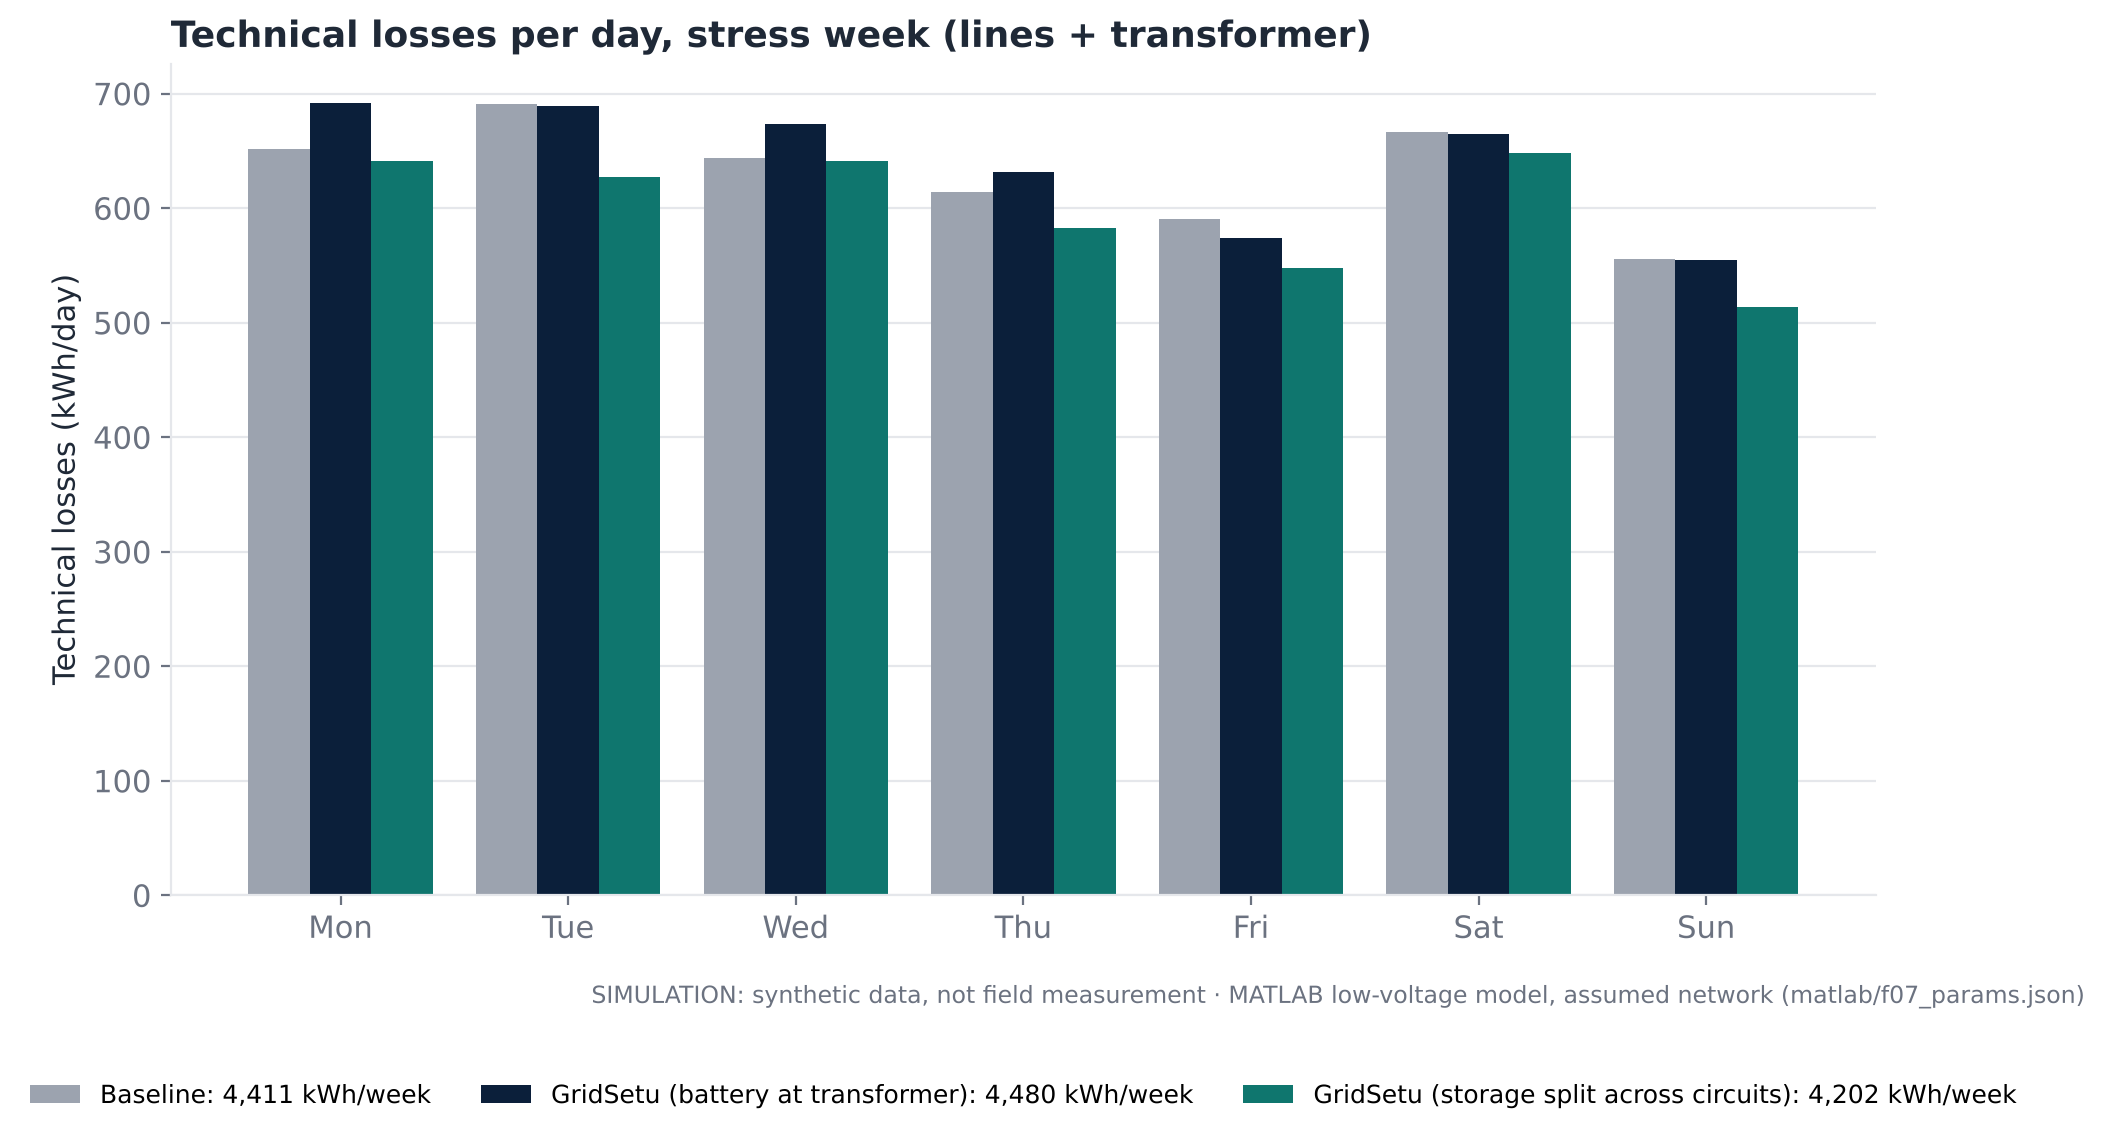 Technical losses per day, stress week (lines + transformer)
Technical losses (kWh/day)
700
600
500
400
300
200
100
0
Mon Tue Wed Thu Fri Sat Sun
SIMULATION: synthetic data, not field measurement · MATLAB low-voltage model, assumed network (matlab/f07_params.json)
Baseline: 4,411 kWh/week GridSetu (battery at transformer): 4,480 kWh/week GridSetu (storage split across circuits): 4,202 kWh/week